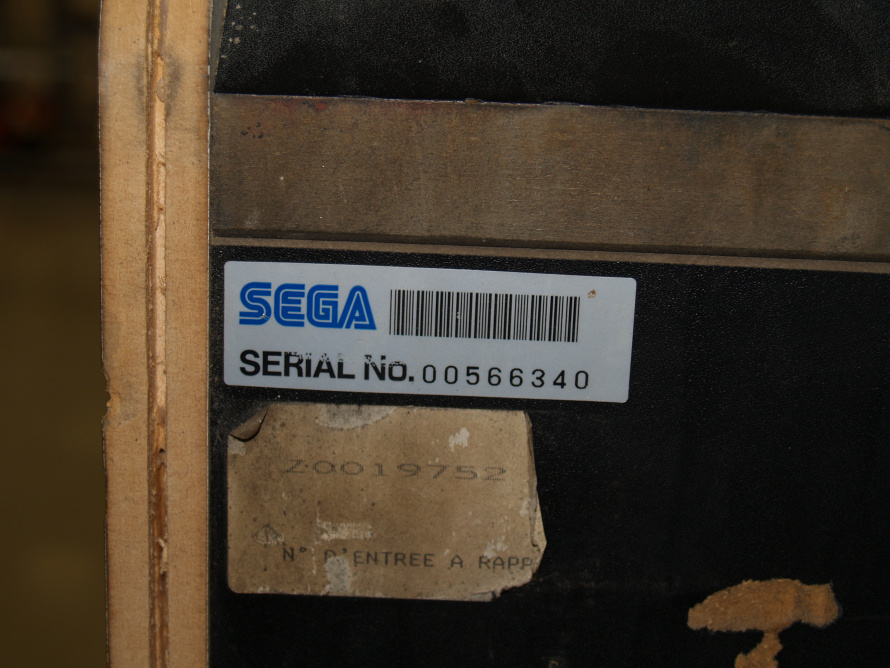 SEGA
SERIAL No. 00566340
Z0019752
N° D'ENTREE A RAPP